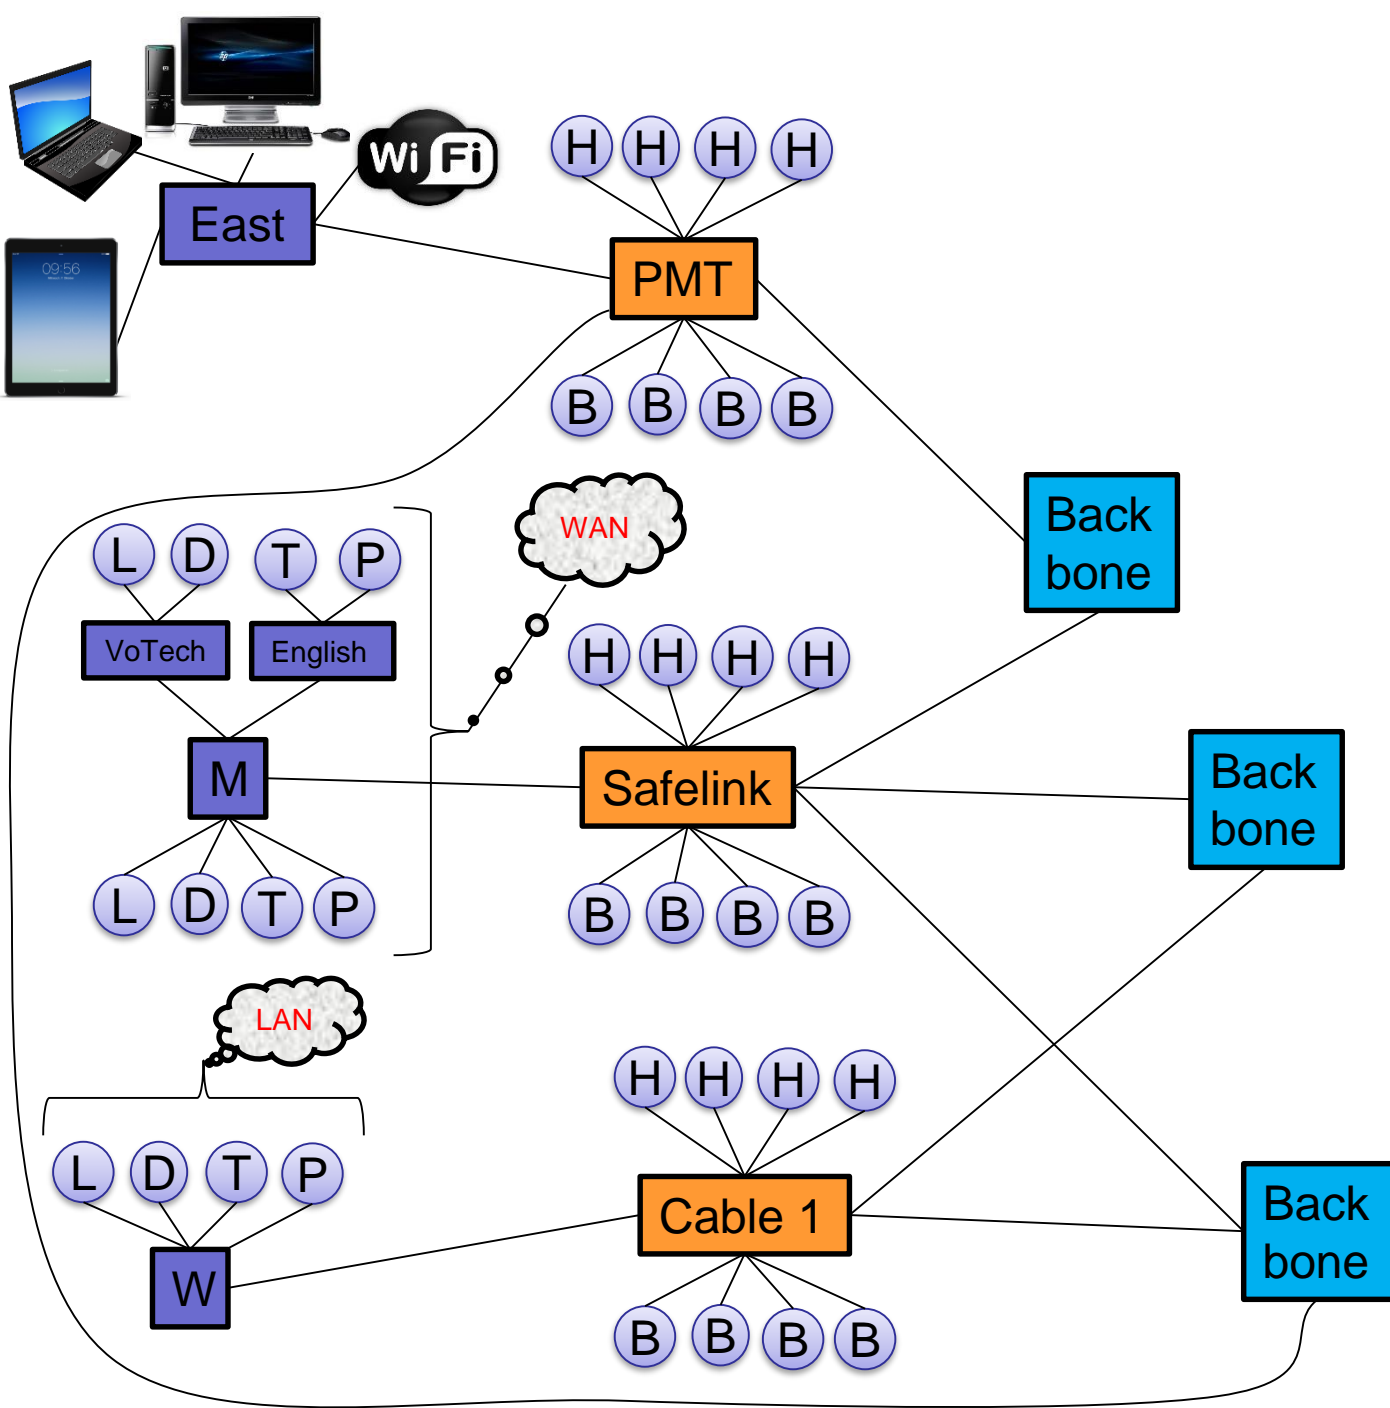 Wi Fi
H H H H
East
PMT
09:56
B B B B
WAN
Back
bone
L D T P
VoTech English
H H H H
M
Safelink
Back
bone
L D T P
B B B B
LAN
H H H H
L D T P
Cable 1
Back
bone
W
B B B B